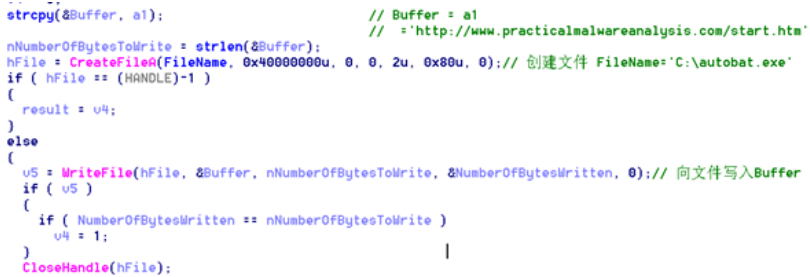 strcpy(&Buffer, a1);                    // Buffer = a1
                                        // ='http://www.practicalmalwareanalysis.com/start.htm'
nNumberOfBytesToWrite = strlen(&Buffer);
hFile = CreateFileA(FileName, 0x40000000u, 0, 0, 2u, 0x80u, 0);// 创建文件 FileName='C:\autobat.exe'
if ( hFile == (HANDLE)-1 )
{
  result = v4;
}
else
{
  v5 = WriteFile(hFile, &Buffer, nNumberOfBytesToWrite, &NumberOfBytesWritten, 0);// 向文件写入Buffer
  if ( v5 )
  {
    if ( NumberOfBytesWritten == nNumberOfBytesToWrite )
      v4 = 1;
  }
  CloseHandle(hFile);